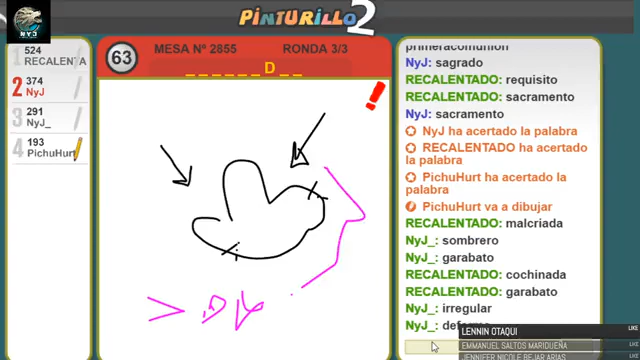 PINTURILLO 2
NYJ
63
MESA Nº 2855
RONDA 3/3
_ _ _ _ _ _ D _ _
524
RECALENTA
2 374
NyJ
3 291
NyJ_
4 193
PichuHurt
primeracomunion
NyJ: sagrado
RECALENTADO: requisito
RECALENTADO: sacramento
NyJ: sacramento
NyJ ha acertado la palabra
RECALENTADO ha acertado la palabra
PichuHurt ha acertado la palabra
PichuHurt va a dibujar
RECALENTADO: malcriada
NyJ_: sombrero
NyJ_: garabato
RECALENTADO: cochinada
RECALENTADO: garabato
NyJ_: irregular
NyJ_:
LENNIN OTAQUI LIKE
EMMANUEL SALTOS MARIDUEÑA LIKE
JENNIFER NICOLE BEJAR ARIAS LIKE